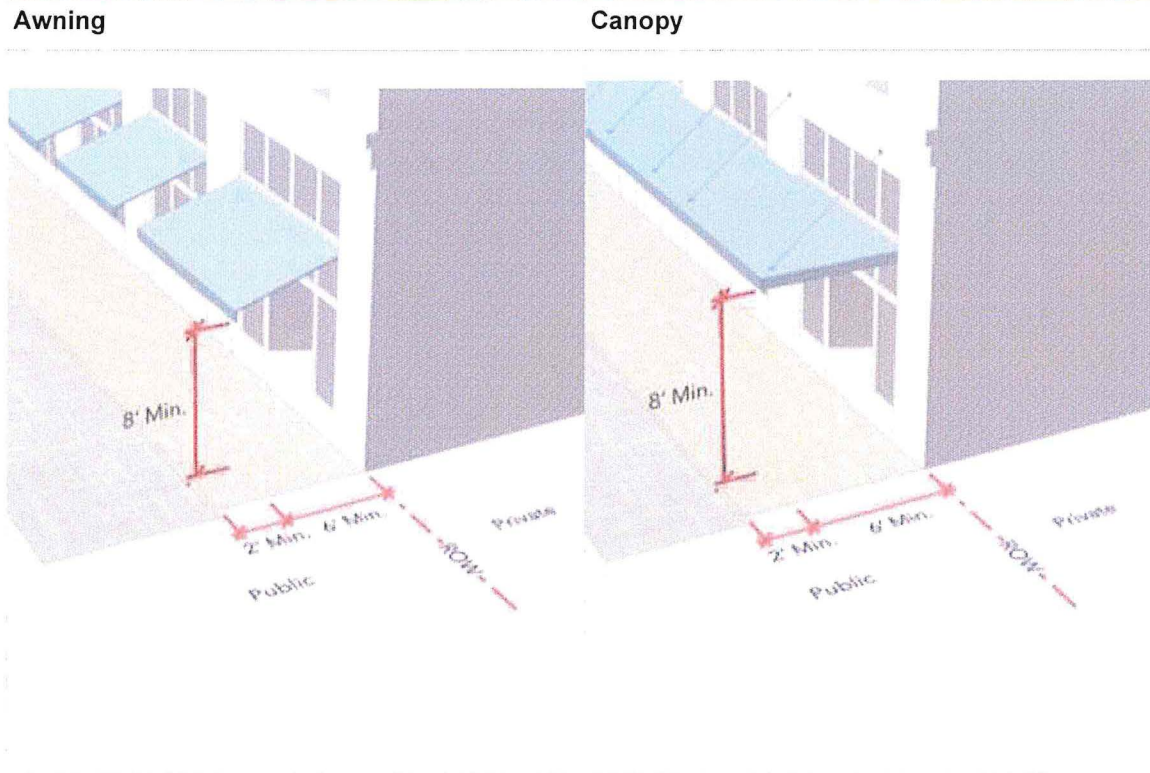 Awning
Canopy
8' Min.
2' Min.
6' Min.
Public
ROW
Private
8' Min.
2' Min.
6' Min.
Public
ROW
Private